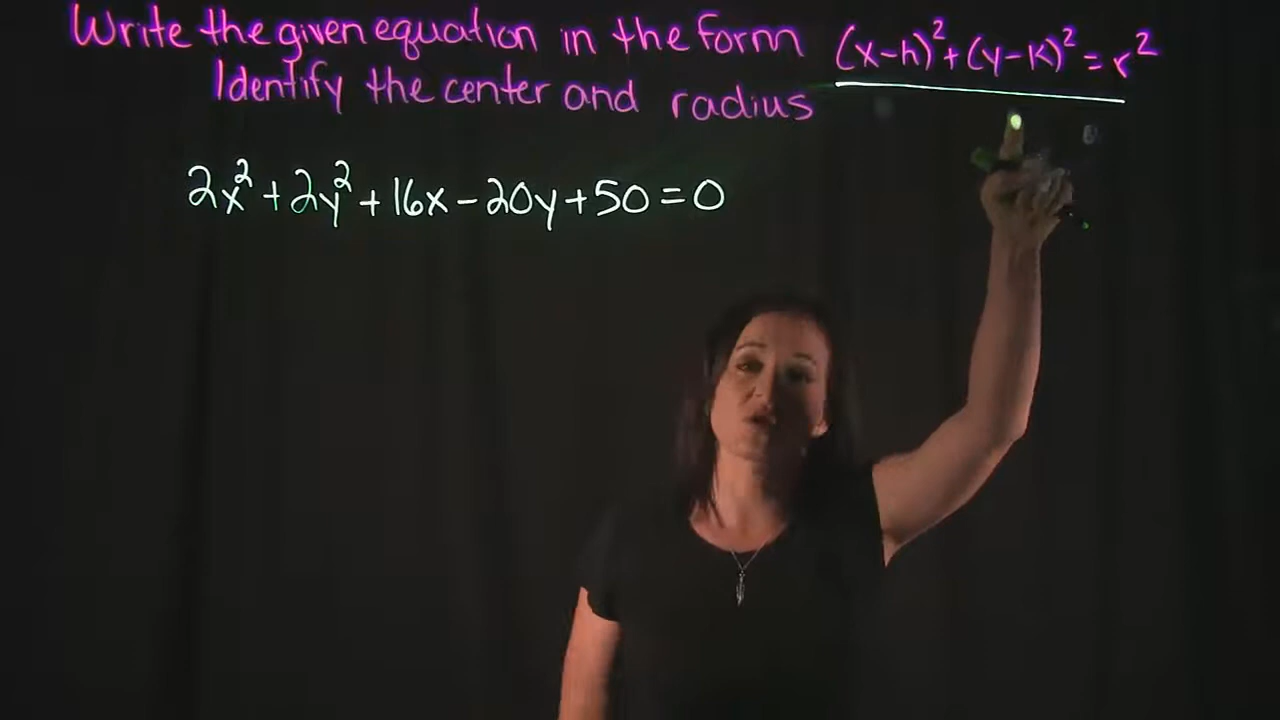 Write the given equation in the form (x-h)²+(y-k)²=r²
Identify the center and radius
2x²+2y²+16x-20y+50=0